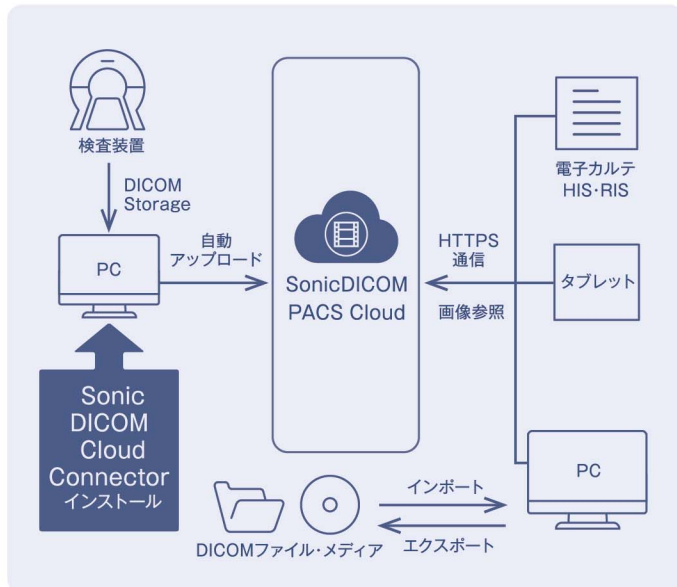 検査装置
DICOM
Storage
PC
自動
アップロード
Sonic
DICOM
Cloud
Connector
インストール
SonicDICOM
PACS Cloud
HTTPS
通信
画像参照
電子カルテ
HIS・RIS
タブレット
PC
インポート
エクスポート
DICOMファイル・メディア